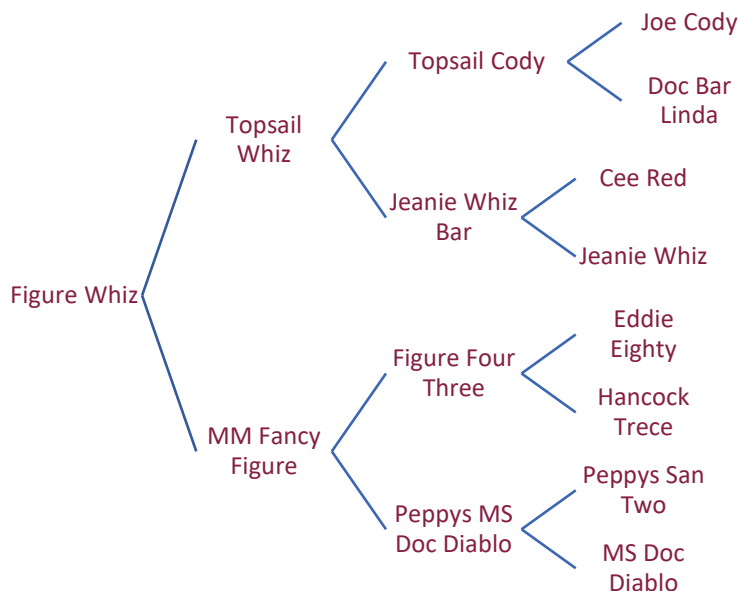 Joe Cody
Topsail Cody
Doc Bar
Linda
Topsail
Whiz
Cee Red
Jeanie Whiz
Bar
Jeanie Whiz
Figure Whiz
Eddie
Eighty
Figure Four
Three
Hancock
Trece
MM Fancy
Figure
Peppys San
Two
Peppys MS
Doc Diablo
MS Doc
Diablo